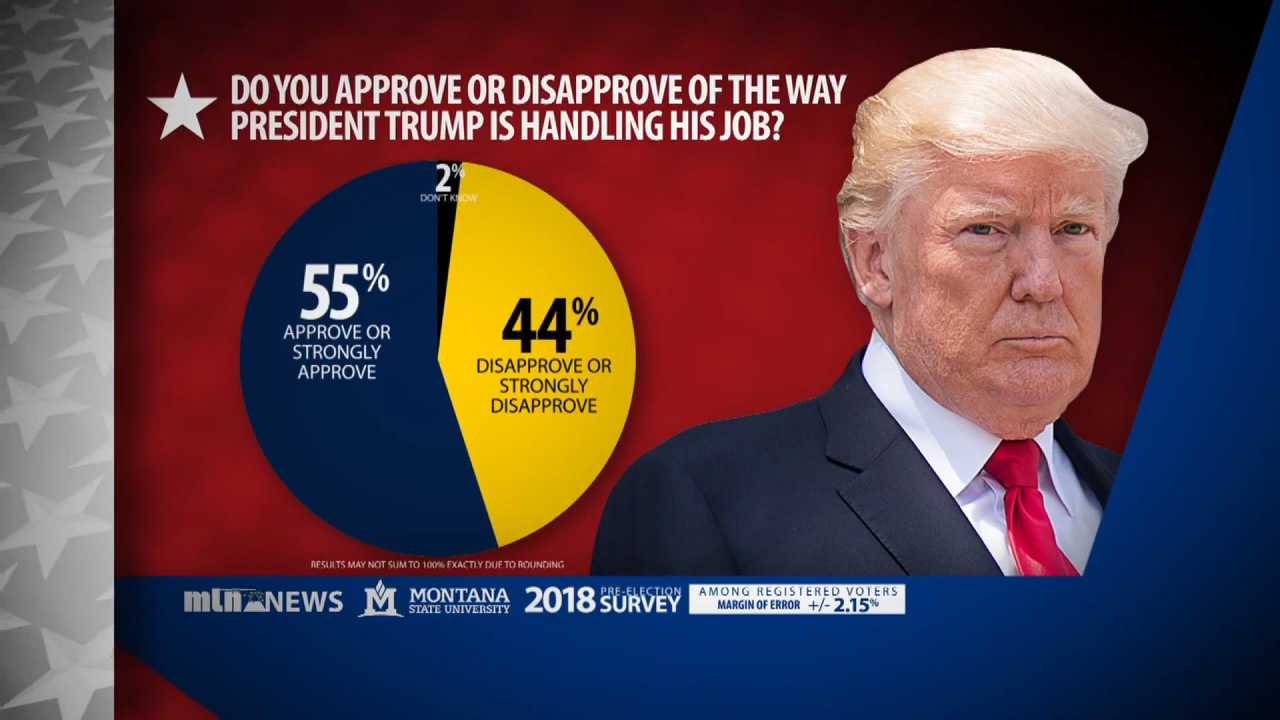 DO YOU APPROVE OR DISAPPROVE OF THE WAY
PRESIDENT TRUMP IS HANDLING HIS JOB?
2%
DON'T KNOW
55%
APPROVE OR
STRONGLY
APPROVE
44%
DISAPPROVE OR
STRONGLY
DISAPPROVE
RESULTS MAY NOT SUM TO 100% EXACTLY DUE TO ROUNDING
mtn NEWS
M MONTANA
STATE UNIVERSITY
2018 PRE-ELECTION
SURVEY
AMONG REGISTERED VOTERS
MARGIN OF ERROR +/- 2.15%